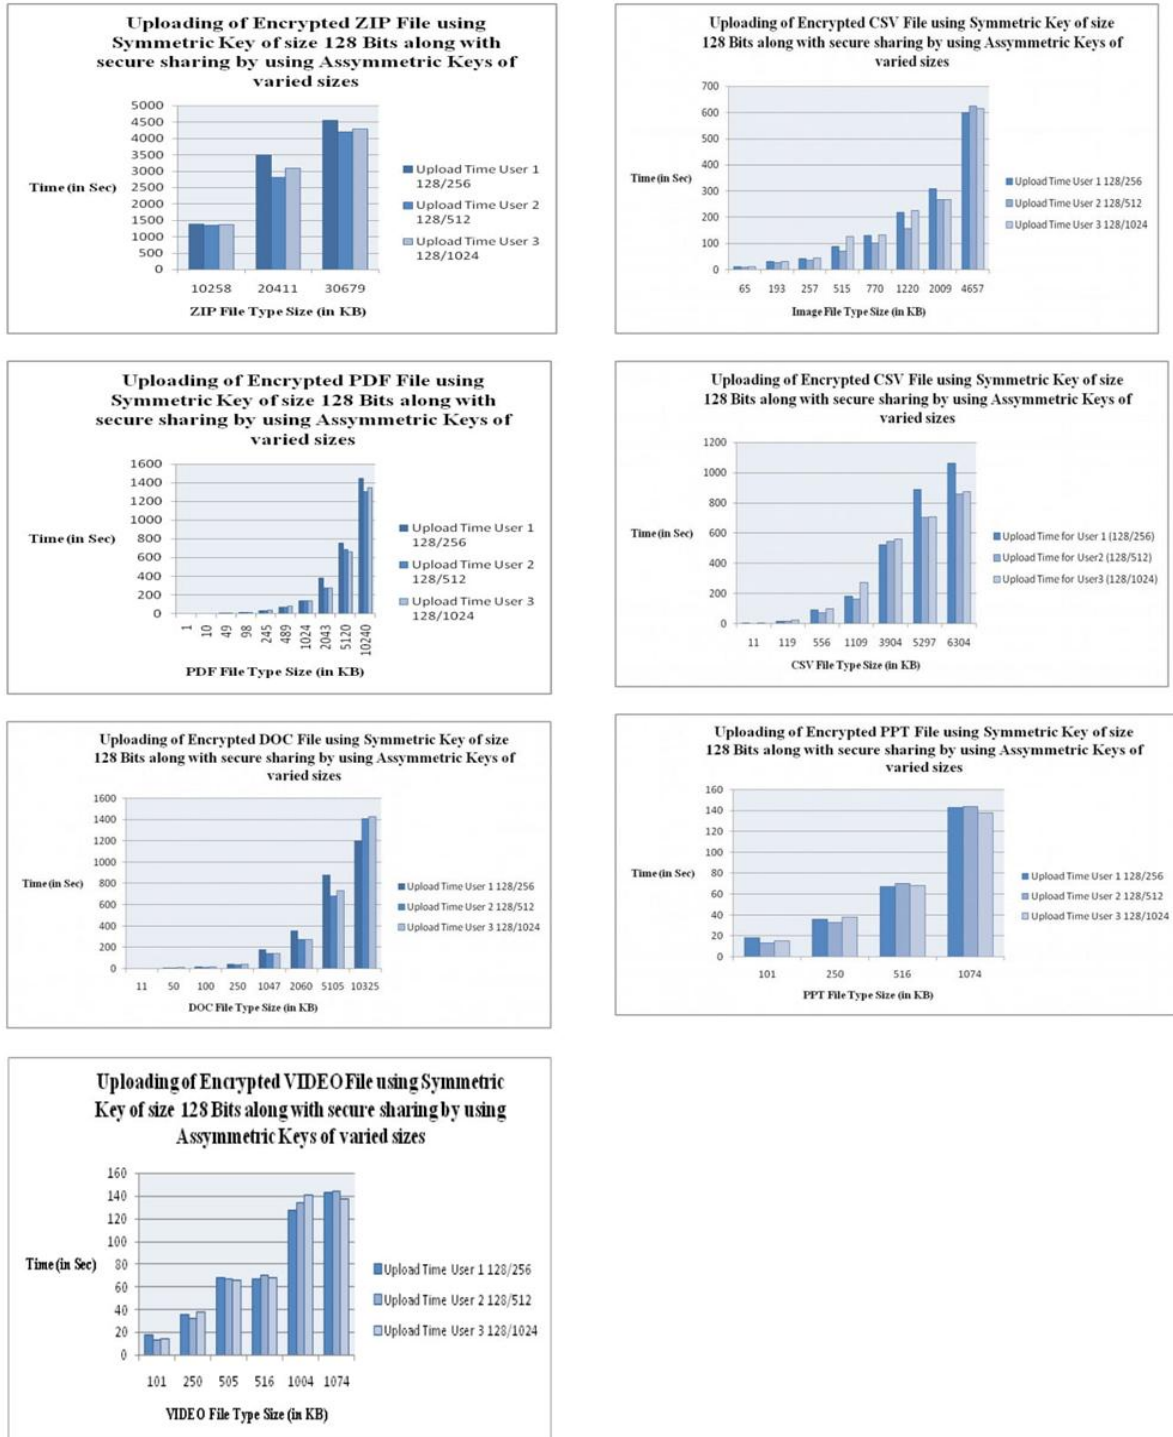 Uploading of Encrypted ZIP File using
Symmetric Key of size 128 Bits along with
secure sharing by using Assymmetric Keys of
varied sizes
5000
4500
4000
3500
3000
2500
2000
1500
1000
500
0
Time (in Sec)
10258 20411 30679
ZIP File Type Size (in KB)
Upload Time User 1
128/256
Upload Time User 2
128/512
Upload Time User 3
128/1024
Uploading of Encrypted CSV File using Symmetric Key of size
128 Bits along with secure sharing by using Assymmetric Keys of
varied sizes
700
600
500
400
300
200
100
0
Time (in Sec)
65 193 257 515 770 1220 2009 4657
Image File Type Size (in KB)
Upload Time User 1 128/256
Upload Time User 2 128/512
Upload Time User 3 128/1024
Uploading of Encrypted PDF File using
Symmetric Key of size 128 Bits along with
secure sharing by using Assymmetric Keys of
varied sizes
1600
1400
1200
1000
800
600
400
200
0
Time (in Sec)
1 10 49 98 245 489 1024 2043 5120 10240
PDF File Type Size (in KB)
Upload Time User 1
128/256
Upload Time User 2
128/512
Upload Time User 3
128/1024
Uploading of Encrypted CSV File using Symmetric Key of size
128 Bits along with secure sharing by using Assymmetric Keys of
varied sizes
1200
1000
800
600
400
200
0
Time (in Sec)
11 119 556 1109 3904 5297 6304
CSV File Type Size (in KB)
Upload Time for User 1 (128/256)
Upload Time for User2 (128/512)
Upload Time for User3 (128/1024)
Uploading of Encrypted DOC File using Symmetric Key of size
128 Bits along with secure sharing by using Assymmetric Keys of
varied sizes
1600
1400
1200
1000
800
600
400
200
0
Time (in Sec)
11 50 100 250 1047 2060 5105 10325
DOC File Type Size (in KB)
Upload Time User 1 128/256
Upload Time User 2 128/512
Upload Time User 3 128/1024
Uploading of Encrypted PPT File using Symmetric Key of size
128 Bits along with secure sharing by using Assymmetric Keys of
varied sizes
160
140
120
100
80
60
40
20
0
Time (in Sec)
101 250 516 1074
PPT File Type Size (in KB)
Upload Time User 1 128/256
Upload Time User 2 128/512
Upload Time User 3 128/1024
Uploading of Encrypted VIDEO File using Symmetric
Key of size 128 Bits along with secure sharing by using
Assymmetric Keys of varied sizes
160
140
120
100
80
60
40
20
0
Time (in Sec)
101 250 505 516 1004 1074
VIDEO File Type Size (in KB)
Upload Time User 1 128/256
Upload Time User 2 128/512
Upload Time User 3 128/1024